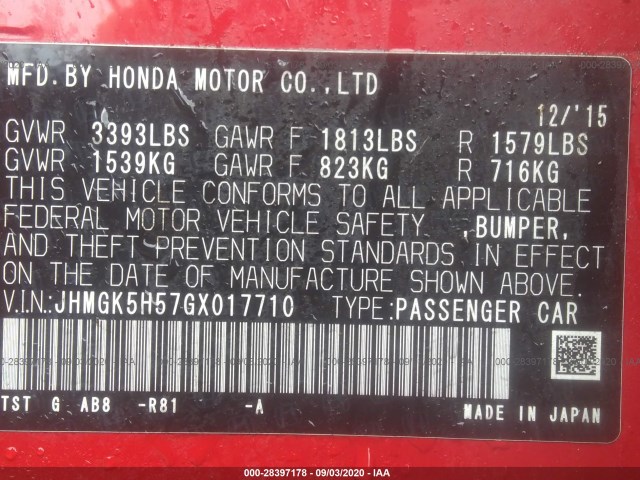 MFD.BY HONDA MOTOR CO.,LTD
12/'15
GVWR 3393LBS GAWR F 1813LBS R 1579LBS
GVWR 1539KG GAWR F 823KG R 716KG
THIS VEHICLE CONFORMS TO ALL APPLICABLE
FEDERAL MOTOR VEHICLE SAFETY ,BUMPER,
AND THEFT PREVENTION STANDARDS IN EFFECT
ON THE DATE OF MANUFACTURE SHOWN ABOVE.
V.IN:JHMGK5H57GX017710 TYPE:PASSENGER CAR
TST G AB8 -R81 -A MADE IN JAPAN
000-28397178 - 09/03/2020 - IAA